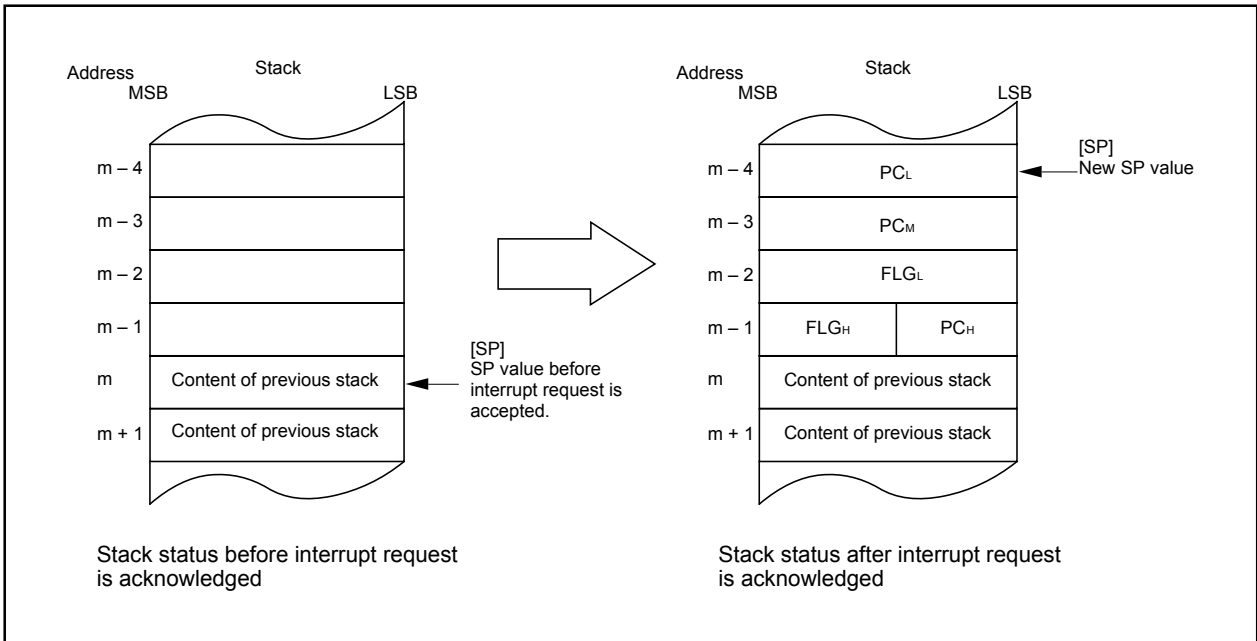 Address
Stack
MSB
LSB
m – 4
m – 3
m – 2
m – 1
m
Content of previous stack
m + 1
Content of previous stack
[SP]
SP value before
interrupt request is
accepted.
Stack status before interrupt request
is acknowledged
Address
Stack
MSB
LSB
m – 4
PCL
[SP]
New SP value
m – 3
PCM
m – 2
FLGL
m – 1
FLGH
PCH
m
Content of previous stack
m + 1
Content of previous stack
Stack status after interrupt request
is acknowledged